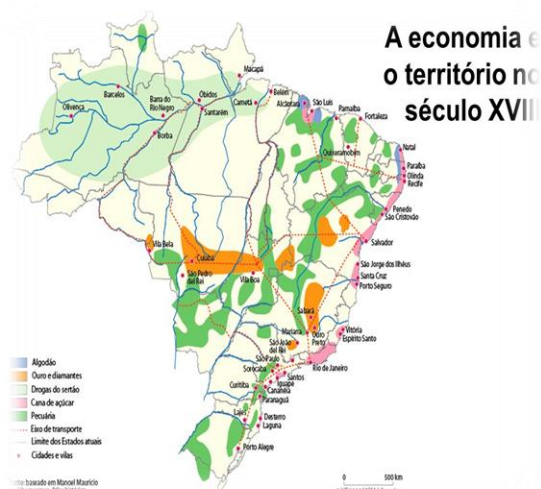 A economia e
o território no
século XVIII
Macapá
Belém
Barcelos
Barra do
Rio Negro
Óbidos
Santarém
Cametá
Olivença
Borba
Alcântara
São Luís
Parnaíba
Fortaleza
Quixeramobim
Natal
Paraíba
Olinda
Recife
Penedo
São Cristovão
Salvador
Vila Bela
Cuiabá
São Pedro
del Rei
Vila Boa
São Jorge dos Ilhéus
Santa Cruz
Porto Seguro
Sabará
Mariana
Ouro
Preto
Vitória
Espírito Santo
São João
del Rei
São Paulo
Rio de Janeiro
Sorocaba
Santos
Iguape
Cananéia
Curitiba
Paranaguá
Lajes
Desterro
Laguna
Porto Alegre
Algodão
Ouro e diamantes
Drogas do sertão
Cana de açúcar
Pecuária
Eixo de transporte
Limite dos Estados atuais
Cidades e vilas
0 500 km
Fonte: baseado em Manoel Maurício